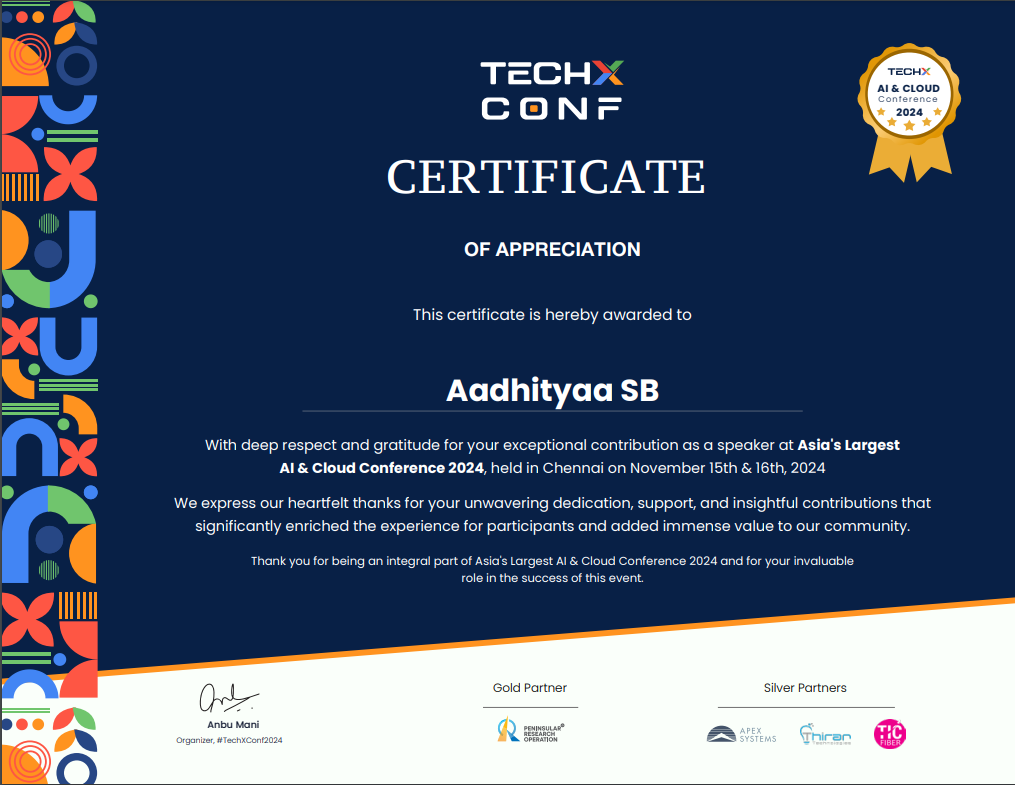 TECHX
CONF
TECHX
AI & CLOUD
Conference
2024
CERTIFICATE
OF APPRECIATION
This certificate is hereby awarded to
Aadhityaa SB
With deep respect and gratitude for your exceptional contribution as a speaker at Asia's Largest
AI & Cloud Conference 2024, held in Chennai on November 15th & 16th, 2024
We express our heartfelt thanks for your unwavering dedication, support, and insightful contributions that
significantly enriched the experience for participants and added immense value to our community.
Thank you for being an integral part of Asia's Largest AI & Cloud Conference 2024 and for your invaluable
role in the success of this event.
Anbu Mani
Organizer, #TechXConf2024
Gold Partner
PENINSULAR®
RESEARCH
OPERATION
Silver Partners
APEX
SYSTEMS
Thiran
Technologies
TIC
FIBER